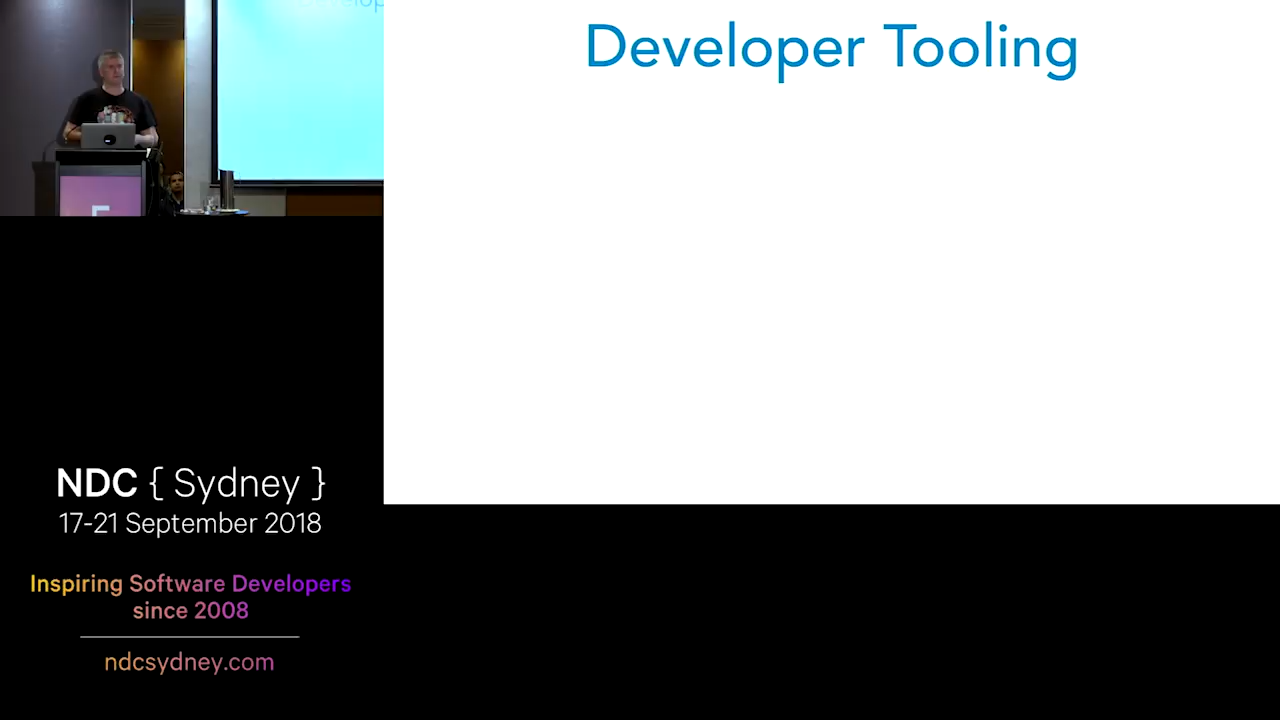 Developer Tooling
NDC { Sydney }
17-21 September 2018
Inspiring Software Developers
since 2008
ndcsydney.com